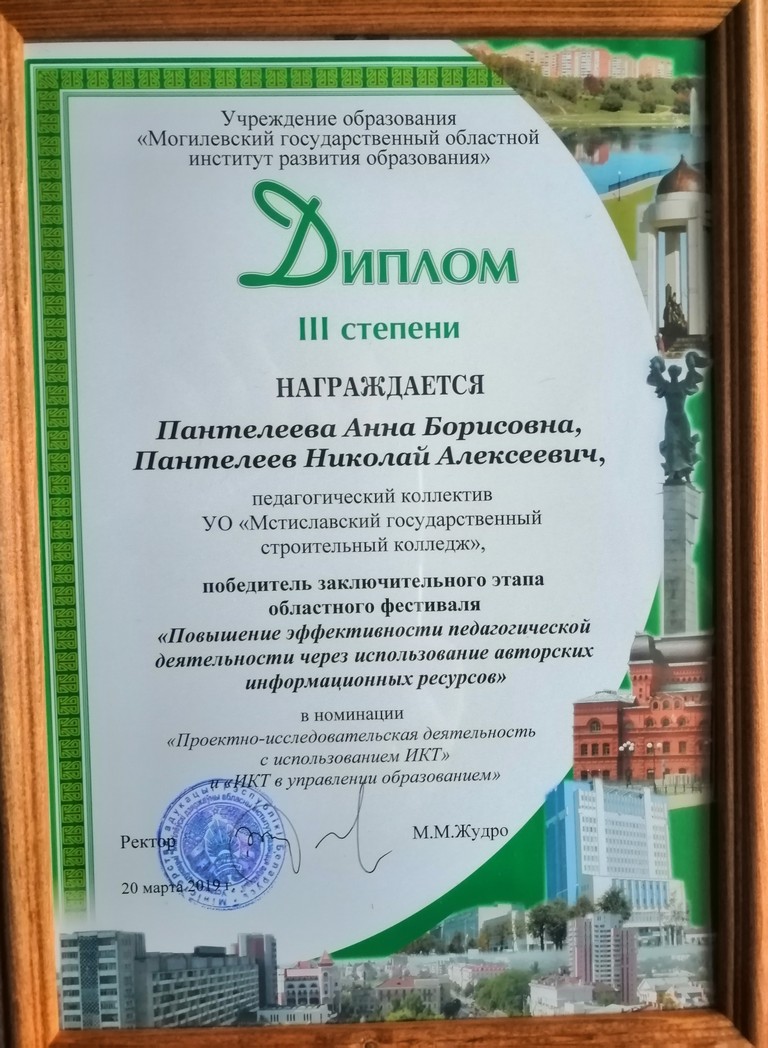 Учреждение образования
«Могилевский государственный областной
институт развития образования»
Диплом
III степени
НАГРАЖДАЕТСЯ
Пантелеева Анна Борисовна,
Пантелеев Николай Алексеевич,
педагогический коллектив
УО «Мстиславский государственный
строительный колледж»,
победитель заключительного этапа
областного фестиваля
«Повышение эффективности педагогической
деятельности через использование авторских
информационных ресурсов»
в номинации
«Проектно-исследовательская деятельность
с использованием ИКТ»
и «ИКТ в управлении образованием»
Ректор
М.М.Жудро
20 марта 2019 г.